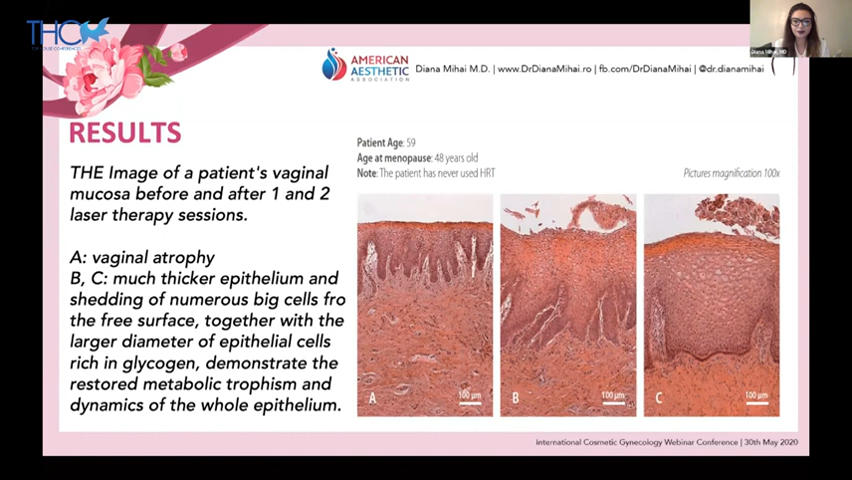 THC
Diana Mihai, MD
AMERICAN
AESTHETIC
ASSOCIATION
Diana Mihai M.D. | www.DrDianaMihai.ro | fb.com/DrDianaMihai | @dr.dianamihai
RESULTS
THE Image of a patient's vaginal
mucosa before and after 1 and 2
laser therapy sessions.
A: vaginal atrophy
B, C: much thicker epithelium and
shedding of numerous big cells fro
the free surface, together with the
larger diameter of epithelial cells
rich in glycogen, demonstrate the
restored metabolic trophism and
dynamics of the whole epithelium.
Patient Age: 59
Age at menopause: 48 years old
Note: The patient has never used HRT
Pictures magnification 100x
A 100 µm
B 100 µm
C 100 µm
International Cosmetic Gynecology Webinar Conference | 30th May 2020